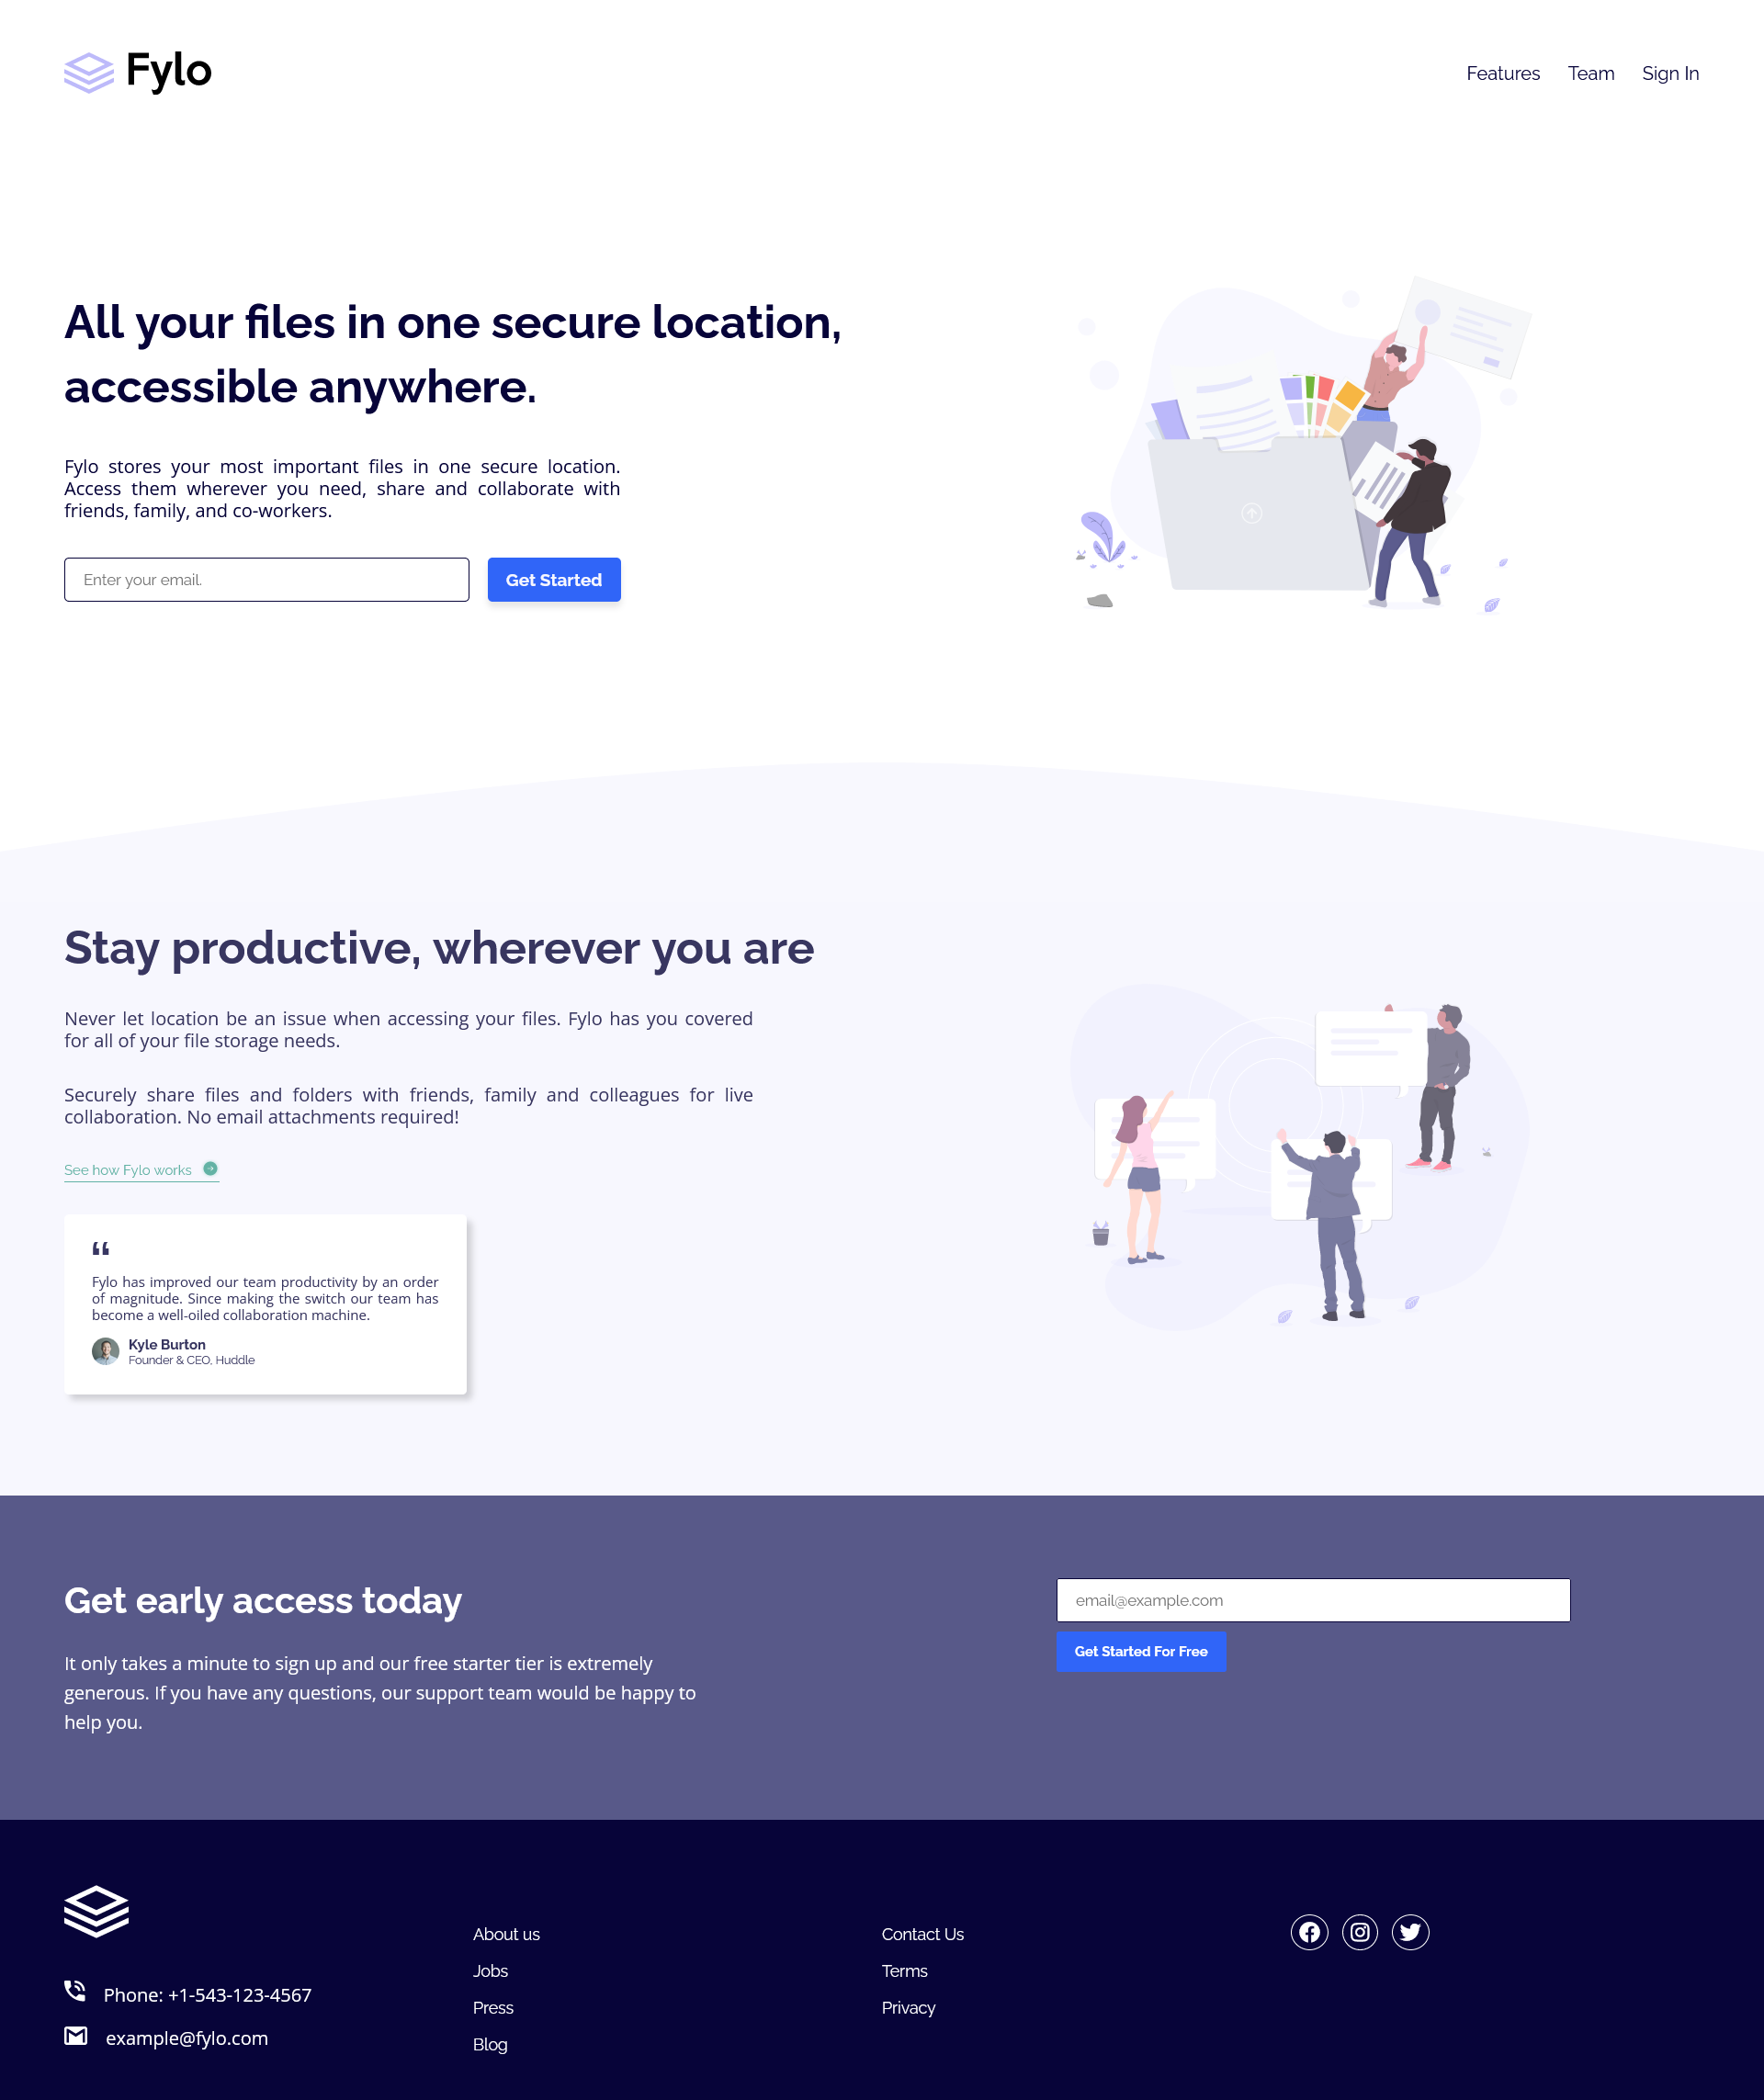 Fylo
Features Team Sign In
All your files in one secure location,
accessible anywhere.
Fylo stores your most important files in one secure location.
Access them wherever you need, share and collaborate with
friends, family, and co-workers.
Enter your email.
Get Started
Stay productive, wherever you are
Never let location be an issue when accessing your files. Fylo has you covered
for all of your file storage needs.
Securely share files and folders with friends, family and colleagues for live
collaboration. No email attachments required!
See how Fylo works
“
Fylo has improved our team productivity by an order
of magnitude. Since making the switch our team has
become a well-oiled collaboration machine.
Kyle Burton
Founder & CEO, Huddle
Get early access today
It only takes a minute to sign up and our free starter tier is extremely
generous. If you have any questions, our support team would be happy to
help you.
email@example.com
Get Started For Free
Phone: +1-543-123-4567
example@fylo.com
About us
Jobs
Press
Blog
Contact Us
Terms
Privacy